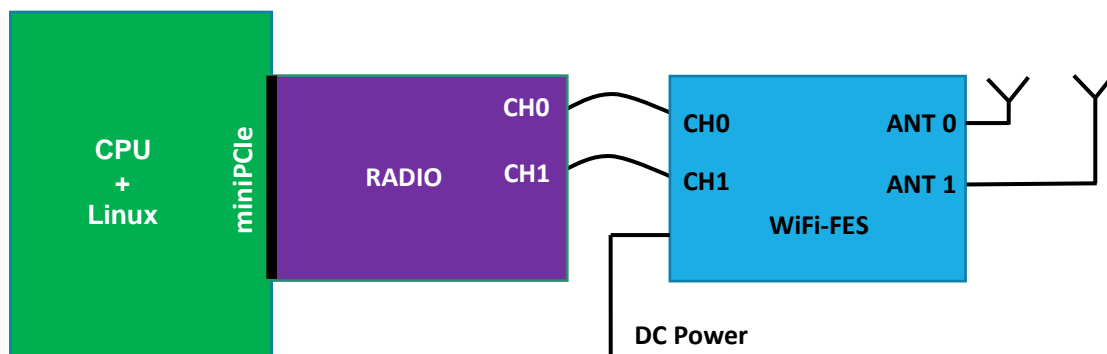 CPU
+
Linux
miniPCIe
RADIO
CH0
CH1
CH0
CH1
ANT 0
ANT 1
WiFi-FES
DC Power